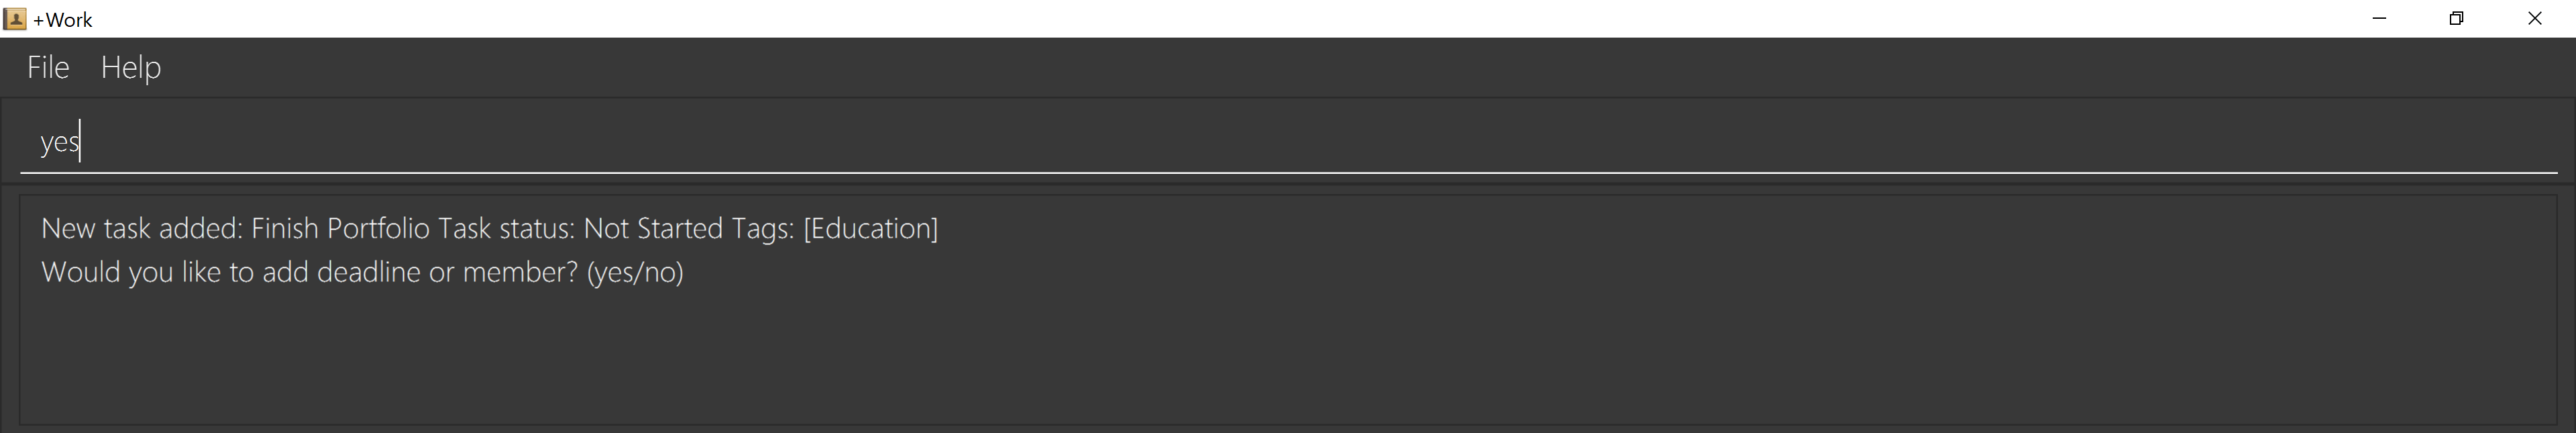 +Work
File Help
yes
New task added: Finish Portfolio Task status: Not Started Tags: [Education]
Would you like to add deadline or member? (yes/no)